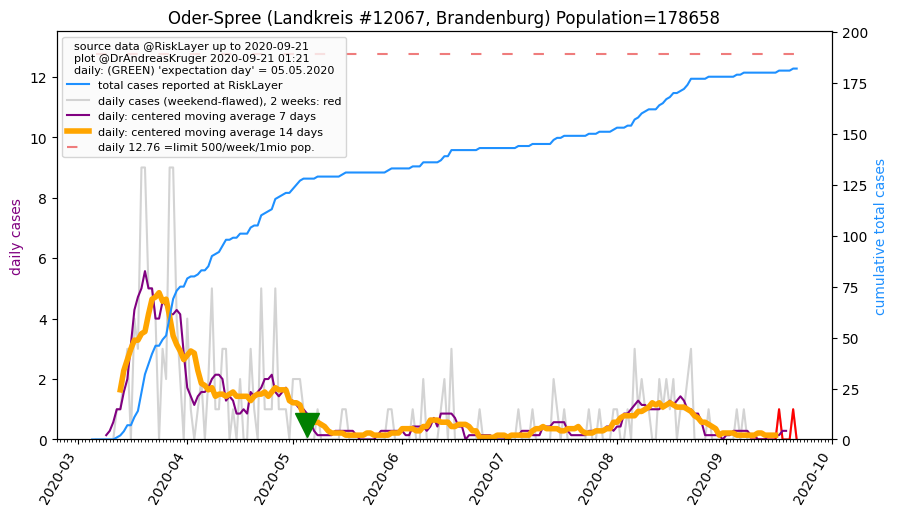 Oder-Spree (Landkreis #12067, Brandenburg) Population=178658
source data @RiskLayer up to 2020-09-21
plot @DrAndreasKruger 2020-09-21 01:21
daily: (GREEN) 'expectation day' = 05.05.2020
total cases reported at RiskLayer
daily cases (weekend-flawed), 2 weeks: red
daily: centered moving average 7 days
daily: centered moving average 14 days
daily 12.76 =limit 500/week/1mio pop.
daily cases
12
10
8
6
4
2
0
cumulative total cases
200
175
150
125
100
75
50
25
0
2020-03
2020-04
2020-05
2020-06
2020-07
2020-08
2020-09
2020-10